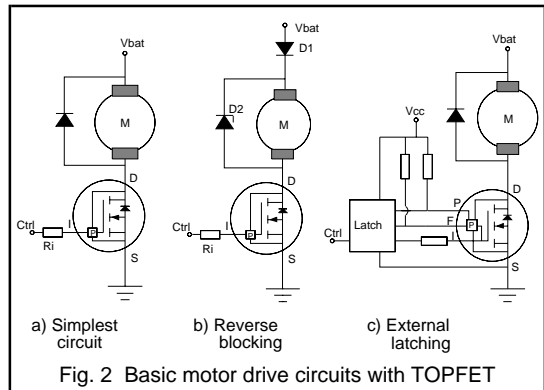 Vbat
M
D
I
Ctrl
Ri
P
S
a) Simplest
circuit
Vbat
D1
D2
M
D
I
Ctrl
Ri
P
S
b) Reverse
blocking
Vbat
Vcc
M
D
P
F
P
I
Latch
Ctrl
S
c) External
latching
Fig. 2 Basic motor drive circuits with TOPFET